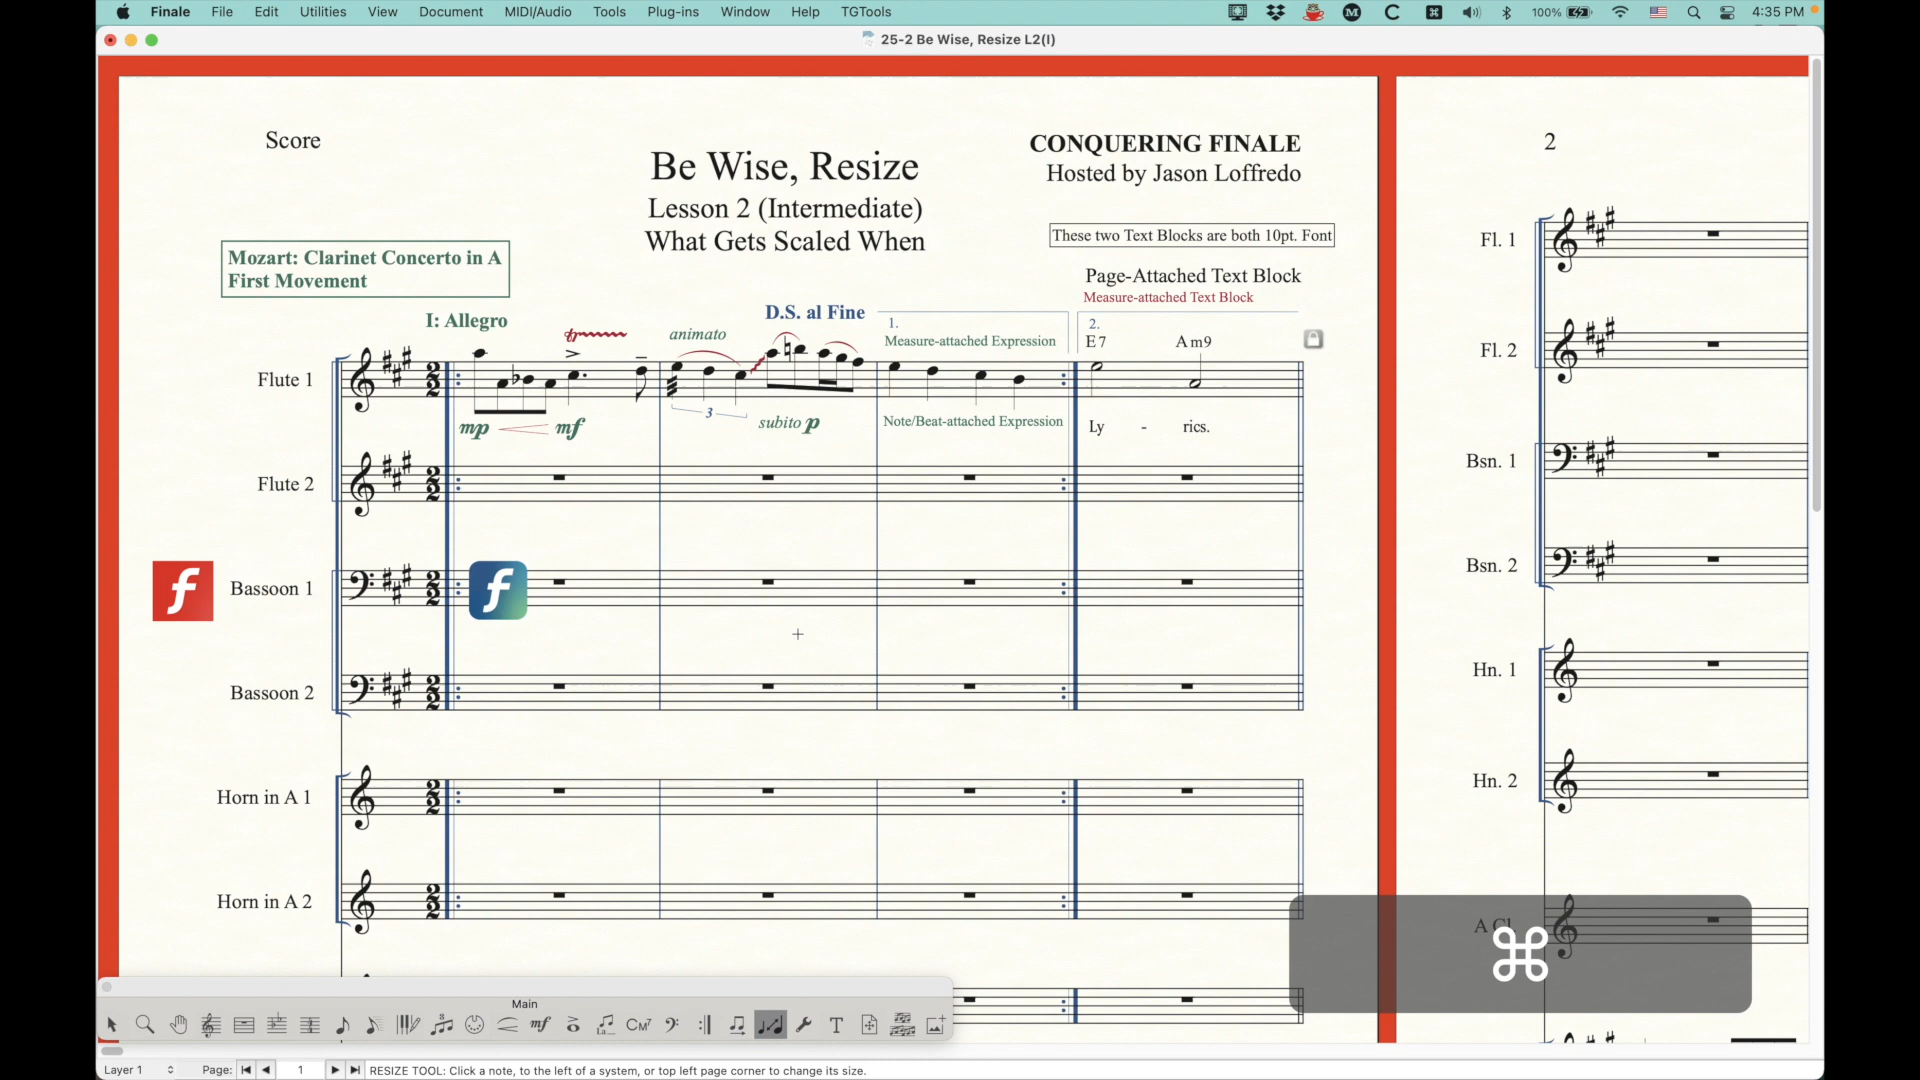 Finale File Edit Utilities View Document MIDI/Audio Tools Plug-ins Window Help TGTools 100% 4:35 PM
25-2 Be Wise, Resize L2(I)
Score
Be Wise, Resize
Lesson 2 (Intermediate)
What Gets Scaled When
CONQUERING FINALE
Hosted by Jason Loffredo
2
These two Text Blocks are both 10pt. Font
Mozart: Clarinet Concerto in A
First Movement
Page-Attached Text Block
Measure-attached Text Block
I: Allegro
animato
D.S. al Fine
1.
Measure-attached Expression
2.
E7 Am9
Flute 1
mp mf
3
subito p
Note/Beat-attached Expression
Ly - rics.
Flute 2
Bassoon 1
Bassoon 2
Horn in A 1
Horn in A 2
Fl. 1
Fl. 2
Bsn. 1
Bsn. 2
Hn. 1
Hn. 2
A Cl.
Main
mf CM7 T
Layer 1 Page: 1 RESIZE TOOL: Click a note, to the left of a system, or top left page corner to change its size.